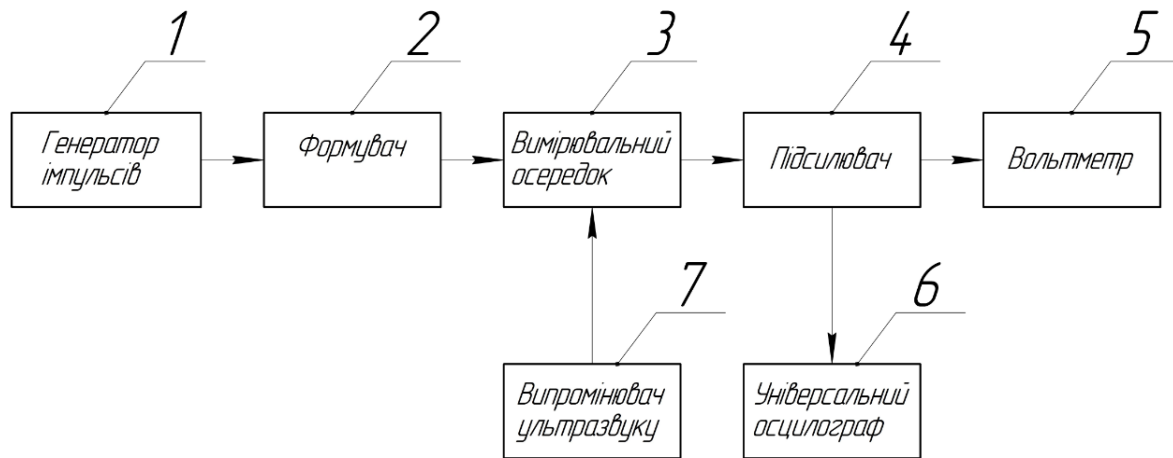 1
2
3
4
5
Генератор
імпульсів
Формувач
Вимірювальний
осередок
Підсилювач
Вольтметр
7
6
Випромінювач
ультразвуку
Універсальний
осцилограф